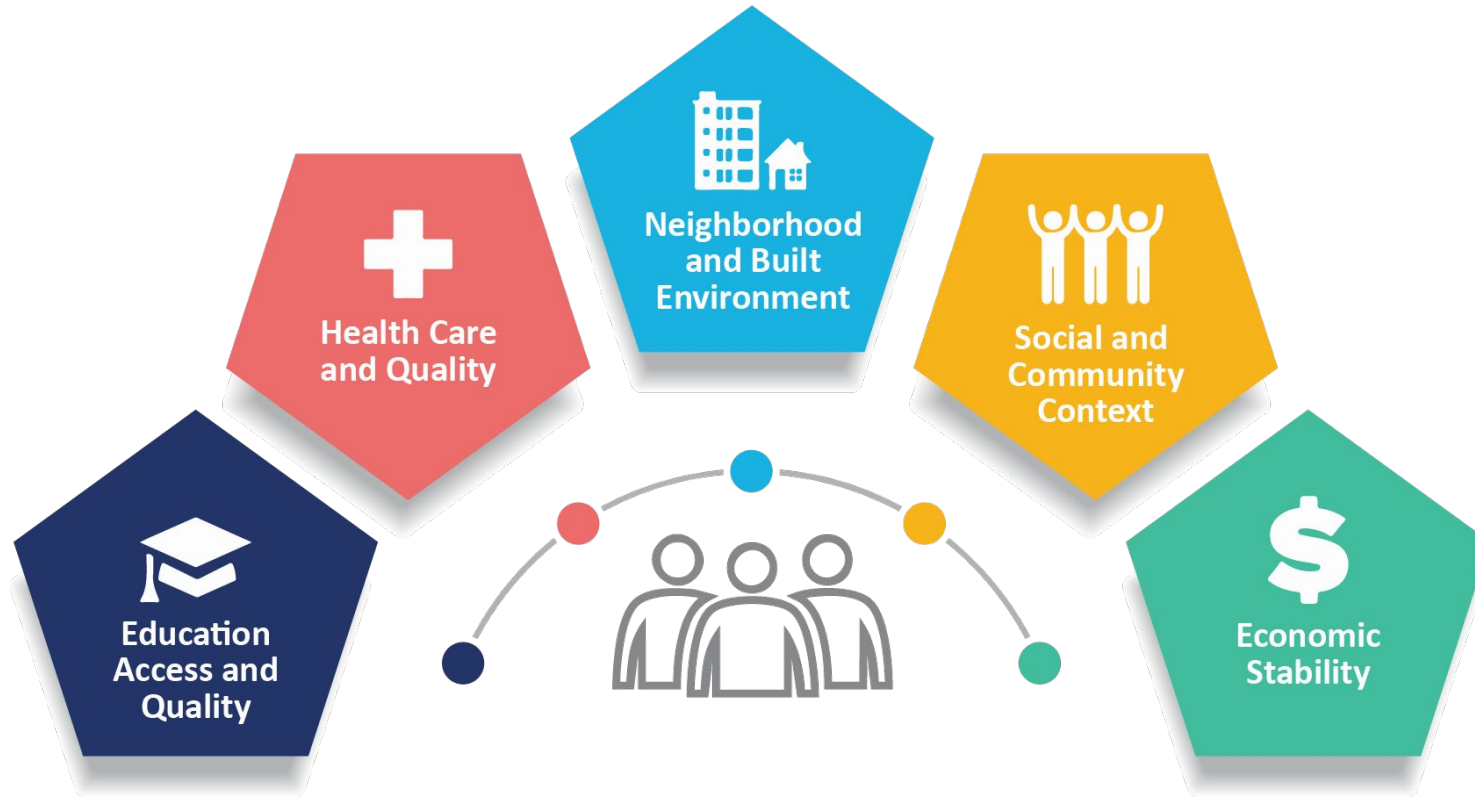 Education
Access and
Quality
Health Care
and Quality
Neighborhood
and Built
Environment
Social and
Community
Context
$
Economic
Stability